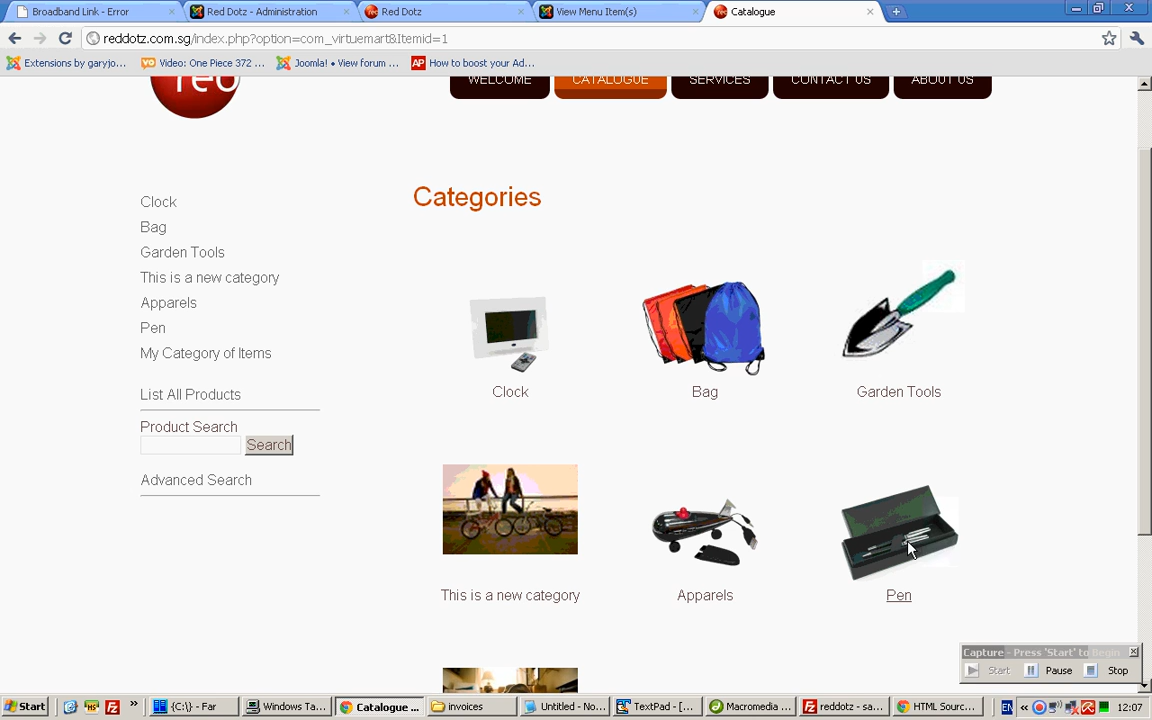 Broadband Link - Error
Red Dotz - Administration
Red Dotz
View Menu Item(s)
Catalogue
reddotz.com.sg/index.php?option=com_virtuemart&Itemid=1
Extensions by garyjo...
Video: One Piece 372 ...
Joomla! • View forum ...
AP
How to boost your Ad...
red
WELCOME
CATALOGUE
SERVICES
CONTACT US
ABOUT US
Clock
Bag
Garden Tools
This is a new category
Apparels
Pen
My Category of Items
List All Products
Product Search
Search
Advanced Search
Categories
Clock
Bag
Garden Tools
This is a new category
Apparels
Pen
Capture - Press 'Start' to Begin
Start
Pause
Stop
Start
»
{C:\} - Far
Windows Ta...
Catalogue ...
invoices
Untitled - No...
TextPad - [...
Macromedia ...
reddotz - sa...
HTML Sourc...
EN
«
12:07